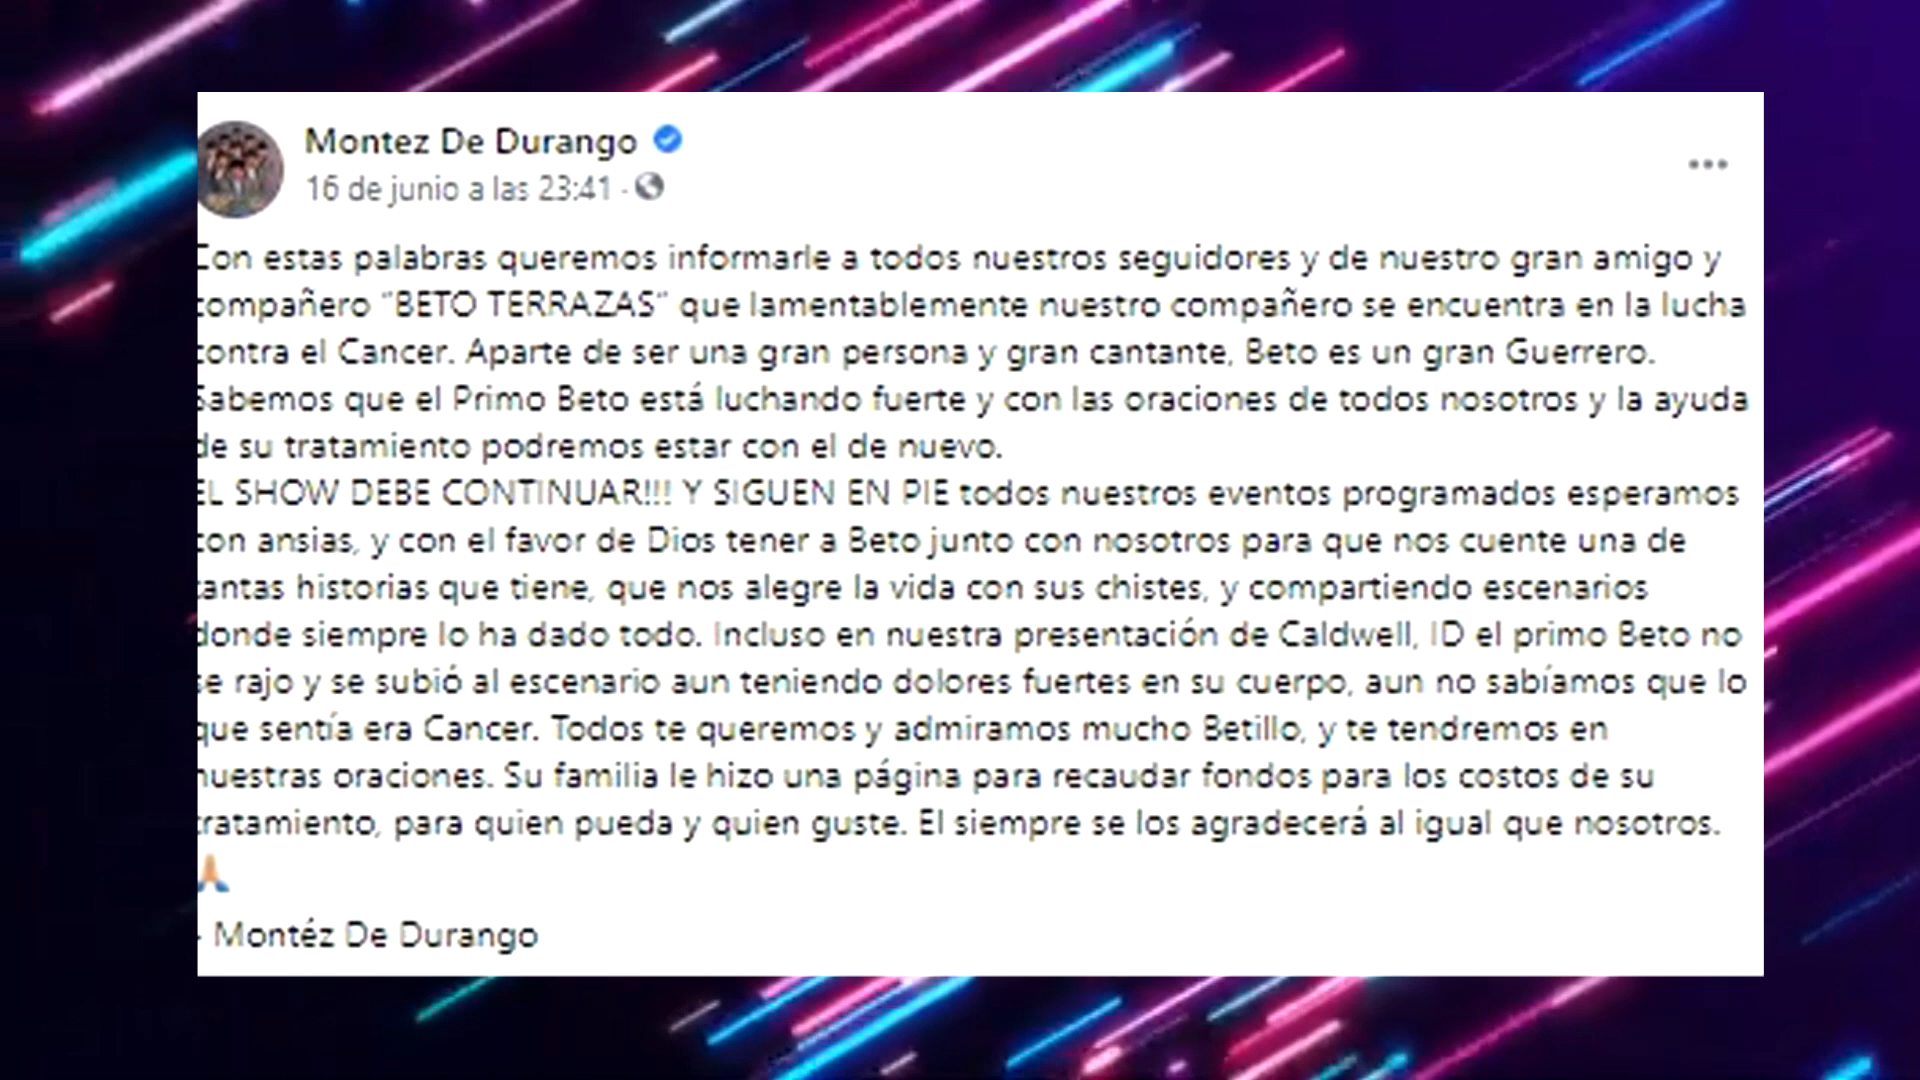 Montez De Durango
16 de junio a las 23:41 ·
Con estas palabras queremos informarle a todos nuestros seguidores y de nuestro gran amigo y
compañero "BETO TERRAZAS" que lamentablemente nuestro compañero se encuentra en la lucha
contra el Cancer. Aparte de ser una gran persona y gran cantante, Beto es un gran Guerrero.
Sabemos que el Primo Beto está luchando fuerte y con las oraciones de todos nosotros y la ayuda
de su tratamiento podremos estar con el de nuevo.
EL SHOW DEBE CONTINUAR!!! Y SIGUEN EN PIE todos nuestros eventos programados esperamos
con ansias, y con el favor de Dios tener a Beto junto con nosotros para que nos cuente una de
tantas historias que tiene, que nos alegre la vida con sus chistes, y compartiendo escenarios
donde siempre lo ha dado todo. Incluso en nuestra presentación de Caldwell, ID el primo Beto no
se rajo y se subió al escenario aun teniendo dolores fuertes en su cuerpo, aun no sabíamos que lo
que sentía era Cancer. Todos te queremos y admiramos mucho Betillo, y te tendremos en
nuestras oraciones. Su familia le hizo una página para recaudar fondos para los costos de su
tratamiento, para quien pueda y quien guste. El siempre se los agradecerá al igual que nosotros.
🙏🏽
- Montéz De Durango